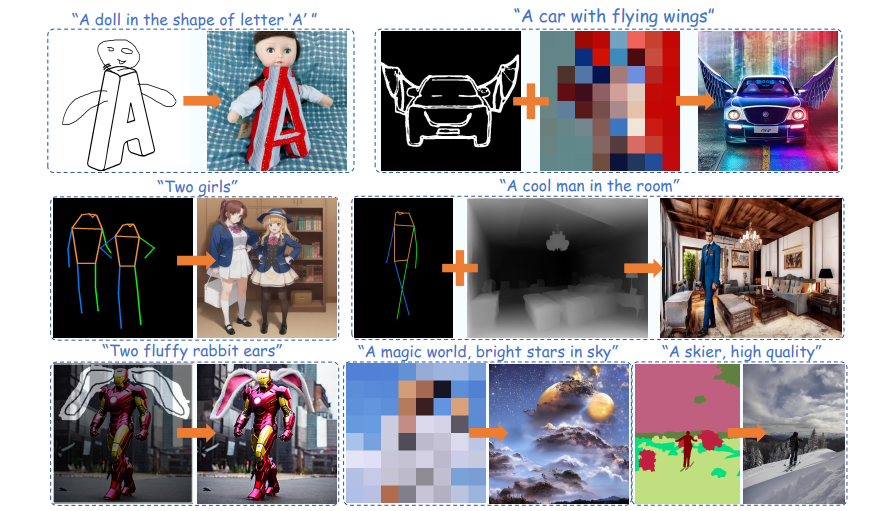 “A doll in the shape of letter ‘A’ ”
“A car with flying wings”
“Two girls”
“A cool man in the room”
“Two fluffy rabbit ears”
“A magic world, bright stars in sky”
“A skier, high quality”
A
A